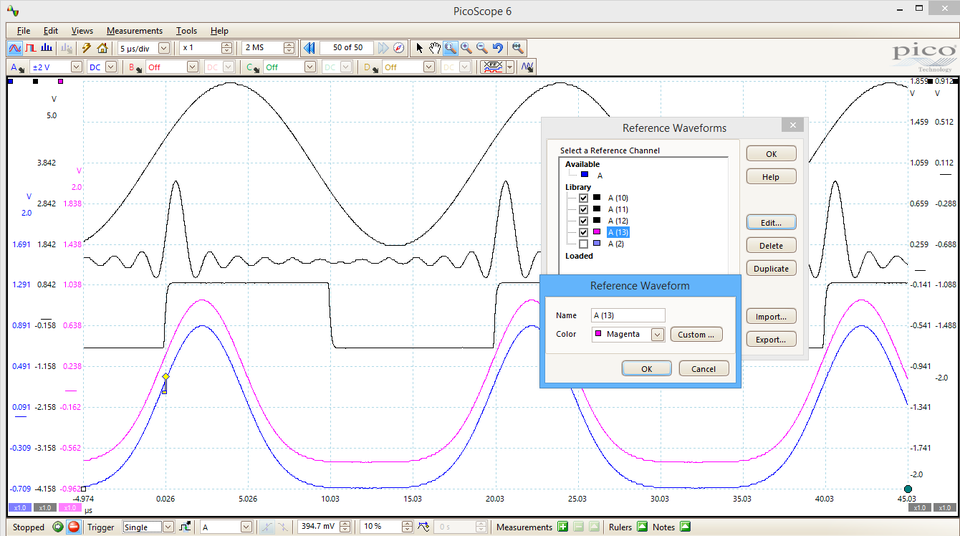 PicoScope 6
File Edit Views Measurements Tools Help
5 µs/div x 1 2 MS 50 of 50
pico
Technology
A ±2 V DC B Off DC C Off DC D Off DC
V
5.0
3.842
2.842
1.842
0.842
-0.158
-1.158
-2.158
-3.158
-4.158
V
2.0
1.838
1.438
1.038
0.638
0.238
-0.162
-0.562
-0.962
V
2.0
1.691
1.291
0.891
0.491
0.091
-0.309
-0.709
x1.0 x1.0 x1.0
-4.974 0.026 5.026 10.03 15.03 20.03 25.03 30.03 35.03 40.03 45.03
µs
1.859
V
1.459
1.059
0.659
0.259
-0.141
-0.541
-0.941
-1.341
-1.741
-2.0
0.912
V
0.512
0.112
-0.288
-0.688
-1.088
-1.488
-2.0
x1.0 x1.0
Reference Waveforms
Select a Reference Channel
Available
A
Library
A (10)
A (11)
A (12)
A (13)
A (2)
Loaded
OK
Help
Edit...
Delete
Duplicate
Import...
Export...
Reference Waveform
Name A (13)
Color Magenta Custom ...
OK Cancel
Stopped Trigger Single A 394.7 mV 10 % 0 s Measurements Rulers Notes